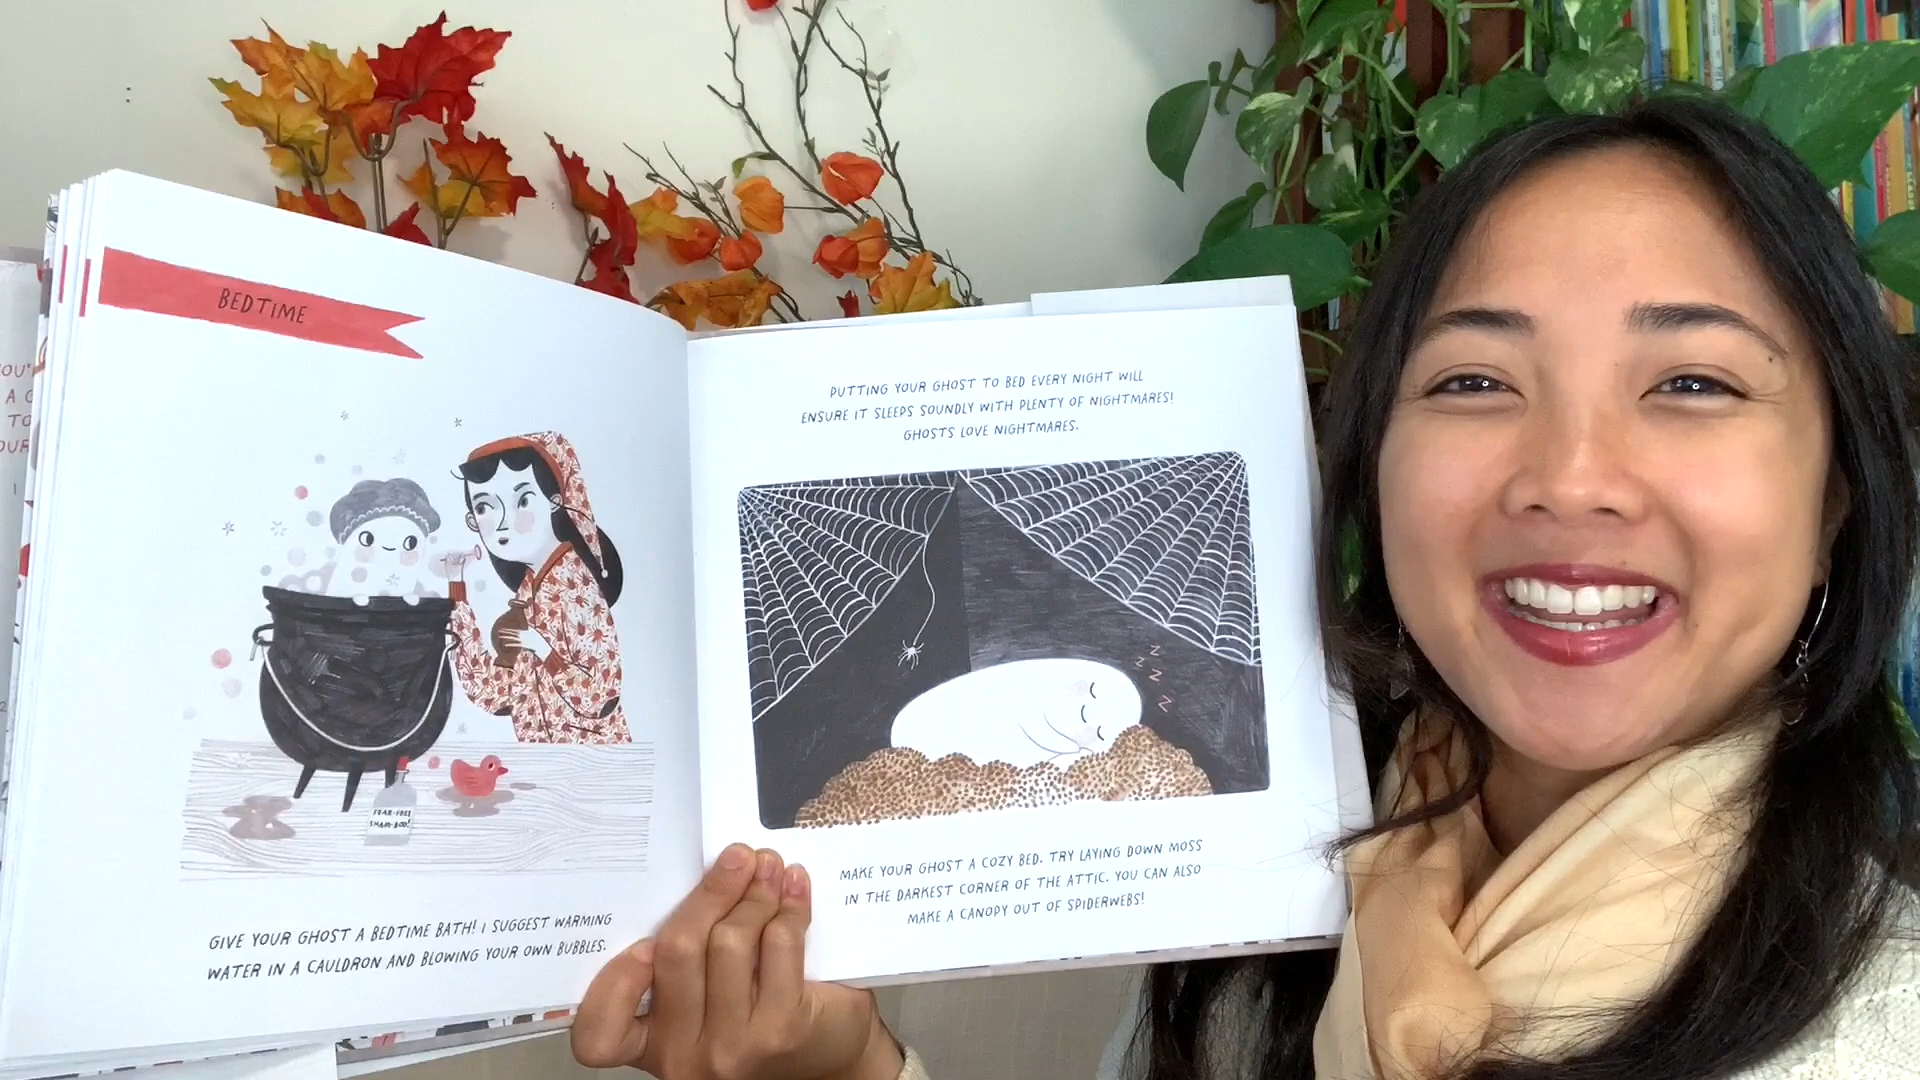 BEDTIME
FEAR-FREE
SHAM-BOO!
GIVE YOUR GHOST A BEDTIME BATH! I SUGGEST WARMING
WATER IN A CAULDRON AND BLOWING YOUR OWN BUBBLES.
PUTTING YOUR GHOST TO BED EVERY NIGHT WILL
ENSURE IT SLEEPS SOUNDLY WITH PLENTY OF NIGHTMARES!
GHOSTS LOVE NIGHTMARES.
Z
Z
Z
Z
Z
MAKE YOUR GHOST A COZY BED. TRY LAYING DOWN MOSS
IN THE DARKEST CORNER OF THE ATTIC. YOU CAN ALSO
MAKE A CANOPY OUT OF SPIDERWEBS!